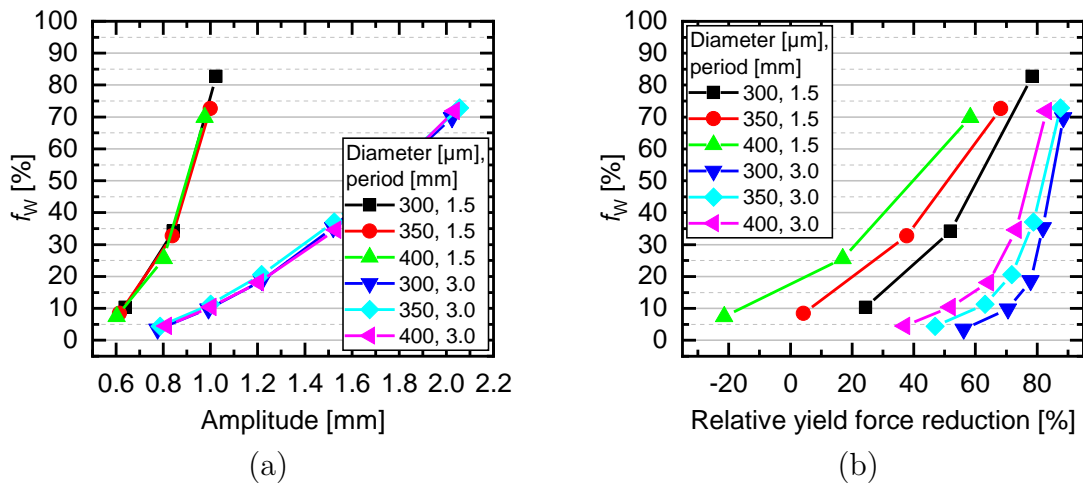 100
90
80
70
60
50
40
30
20
10
0
fW [%]
Diameter [µm],
period [mm]
300, 1.5
350, 1.5
400, 1.5
300, 3.0
350, 3.0
400, 3.0
0.6 0.8 1.0 1.2 1.4 1.6 1.8 2.0 2.2
Amplitude [mm]
(a)
100
90
80
70
60
50
40
30
20
10
0
fW [%]
Diameter [µm],
period [mm]
300, 1.5
350, 1.5
400, 1.5
300, 3.0
350, 3.0
400, 3.0
-20 0 20 40 60 80
Relative yield force reduction [%]
(b)